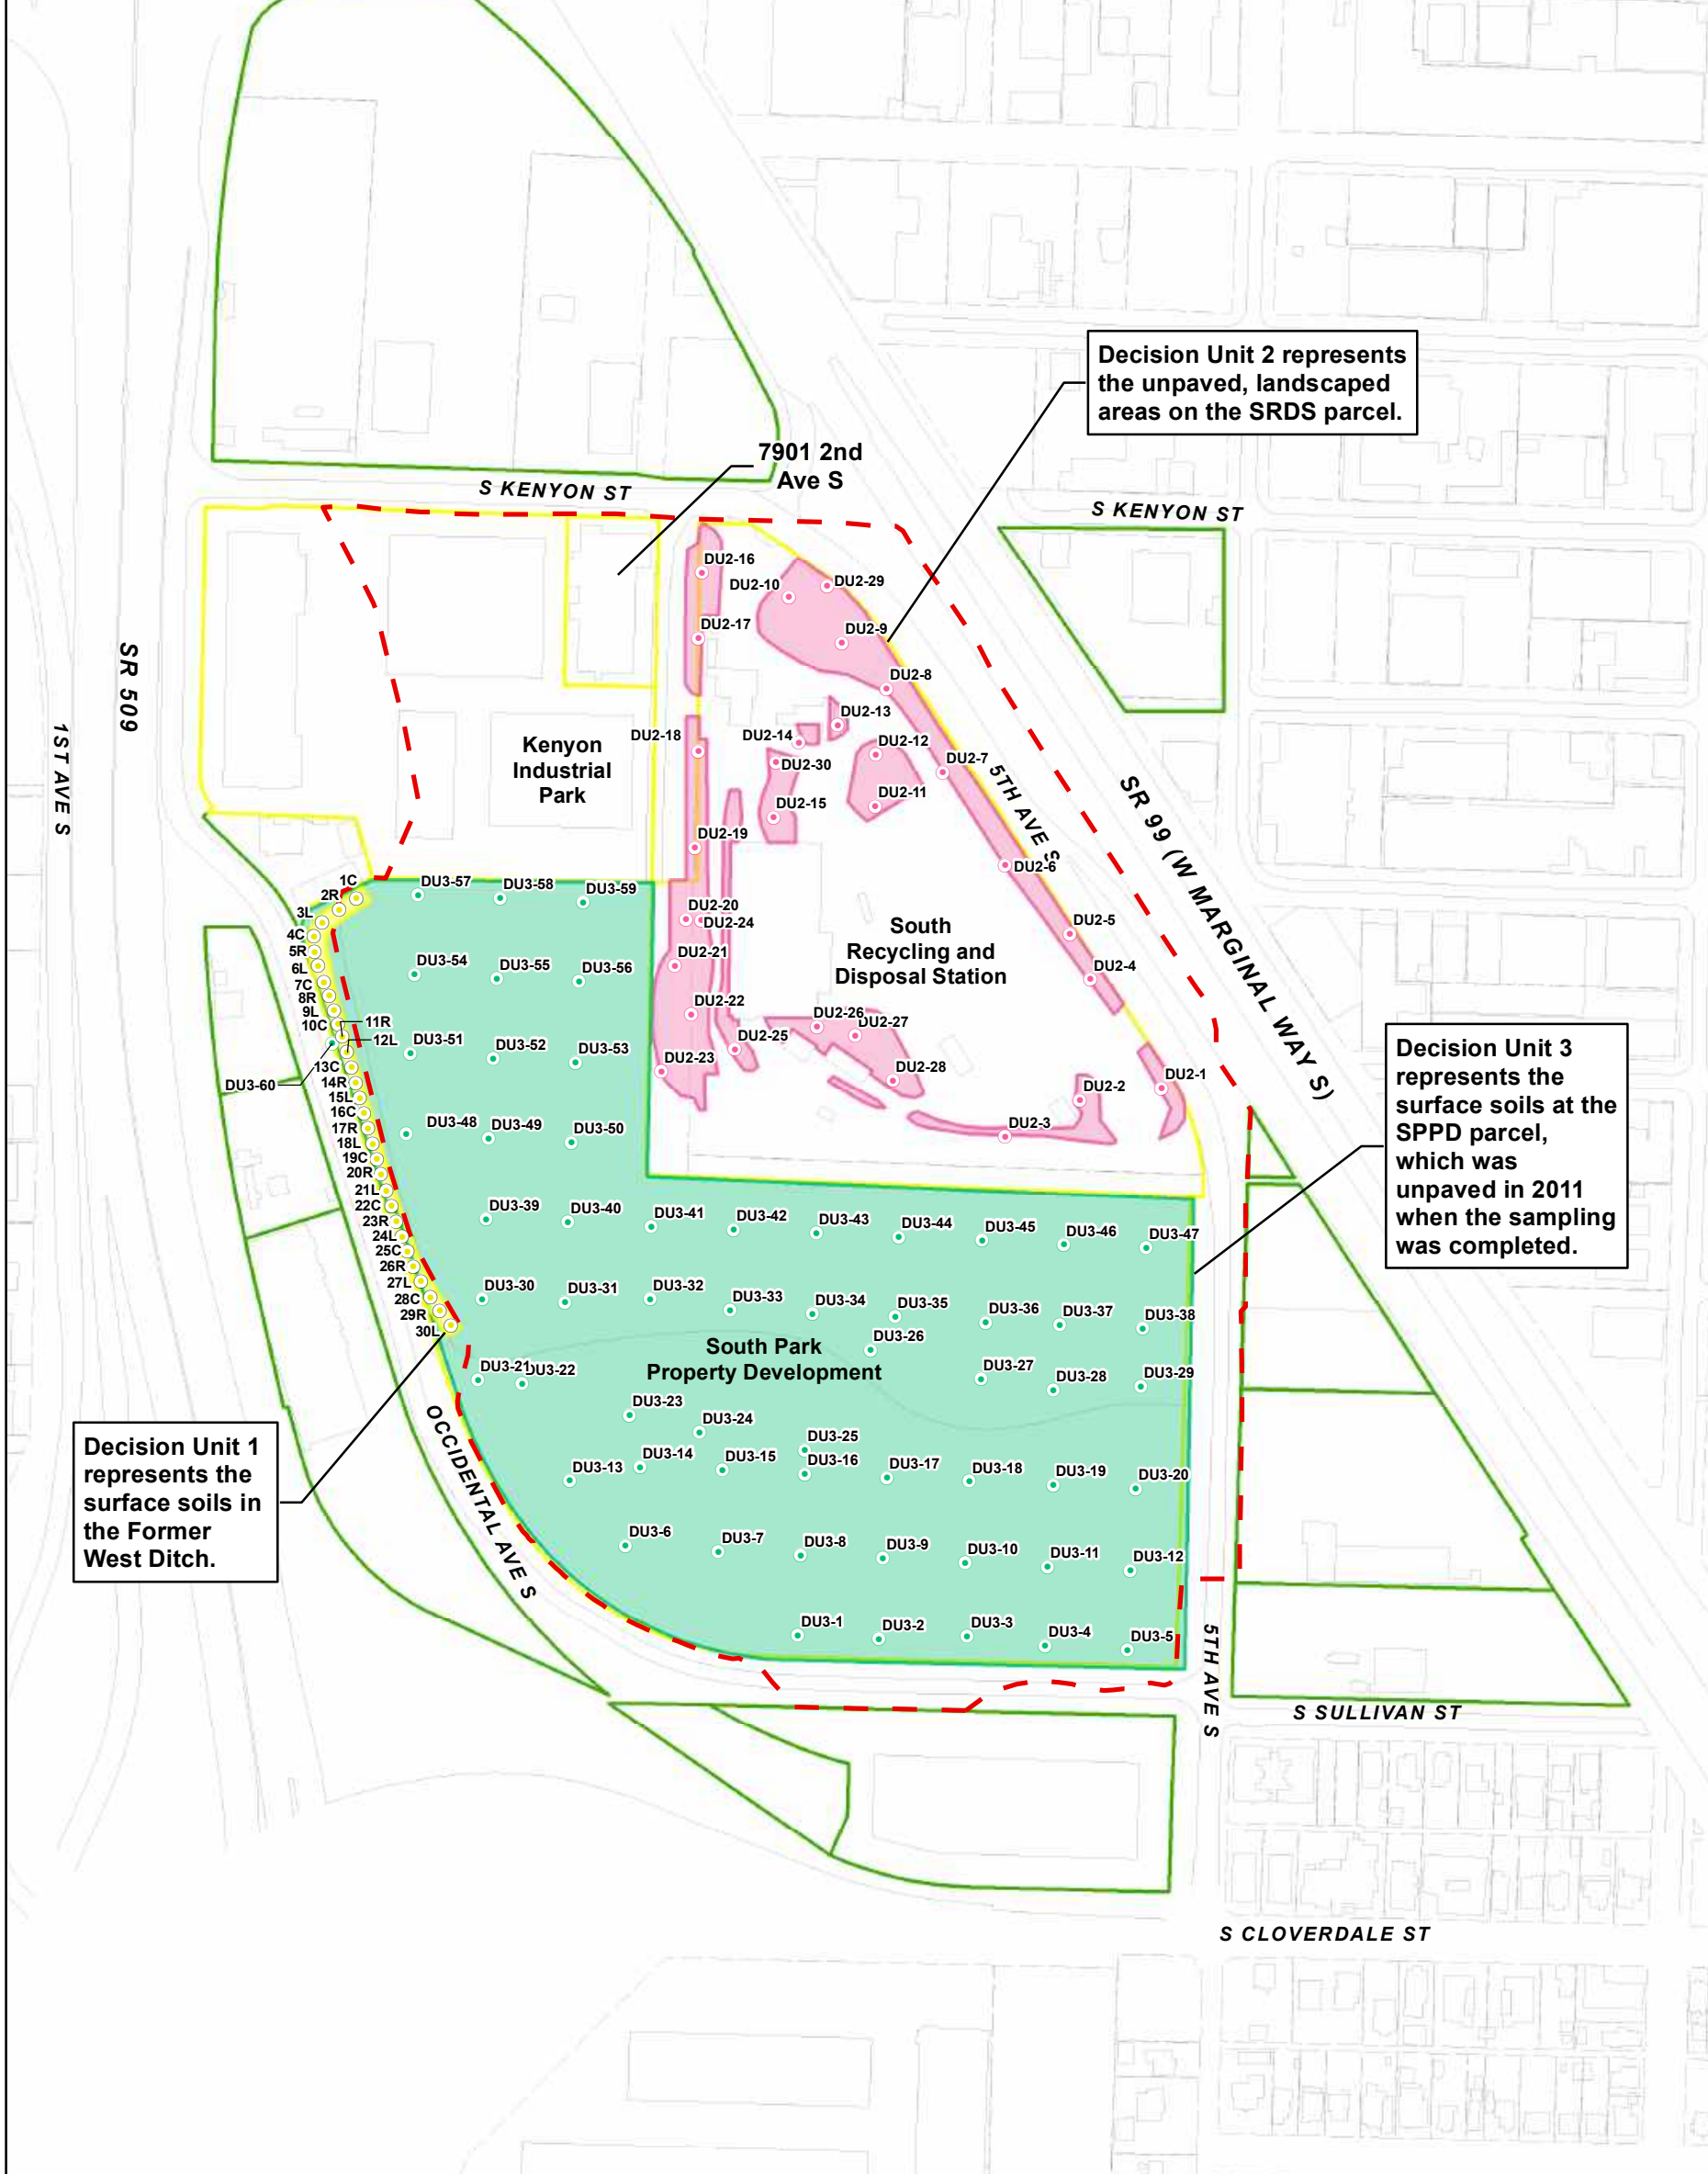 Decision Unit 2 represents
the unpaved, landscaped
areas on the SRDS parcel.
7901 2nd
Ave S
S KENYON ST
S KENYON ST
SR 509
1ST AVE S
DU2-16
DU2-10
DU2-29
DU2-17
DU2-9
DU2-8
DU2-13
DU2-18
DU2-14
DU2-12
DU2-30
DU2-7
DU2-11
DU2-15
DU2-19
DU2-6
Kenyon
Industrial
Park
5TH AVE S
SR 99 (W MARGINAL WAY S)
1C
2R
3L
4C
5R
6L
7C
8R
9L
10C
11R
12L
13C
14R
15L
16C
17R
18L
19C
20R
21L
22C
23R
24L
25C
26R
27L
28C
29R
30L
DU3-60
DU3-57
DU3-58
DU3-59
DU2-20
DU2-24
South
Recycling and
Disposal Station
DU2-5
DU2-4
DU3-54
DU3-55
DU3-56
DU2-21
DU2-22
DU2-26
DU2-27
DU2-25
DU3-51
DU3-52
DU3-53
DU2-23
DU2-28
DU2-2
DU2-1
DU2-3
DU3-48
DU3-49
DU3-50
Decision Unit 3
represents the
surface soils at the
SPPD parcel,
which was
unpaved in 2011
when the sampling
was completed.
DU3-39
DU3-40
DU3-41
DU3-42
DU3-43
DU3-44
DU3-45
DU3-46
DU3-47
DU3-30
DU3-31
DU3-32
DU3-33
DU3-34
DU3-35
DU3-36
DU3-37
DU3-38
South Park
Property Development
DU3-26
DU3-21
DU3-22
DU3-27
DU3-28
DU3-29
DU3-23
DU3-24
DU3-25
DU3-13
DU3-14
DU3-15
DU3-16
DU3-17
DU3-18
DU3-19
DU3-20
Decision Unit 1
represents the
surface soils in
the Former
West Ditch.
OCCIDENTAL AVE S
DU3-6
DU3-7
DU3-8
DU3-9
DU3-10
DU3-11
DU3-12
DU3-1
DU3-2
DU3-3
DU3-4
DU3-5
5TH AVE S
S SULLIVAN ST
S CLOVERDALE ST